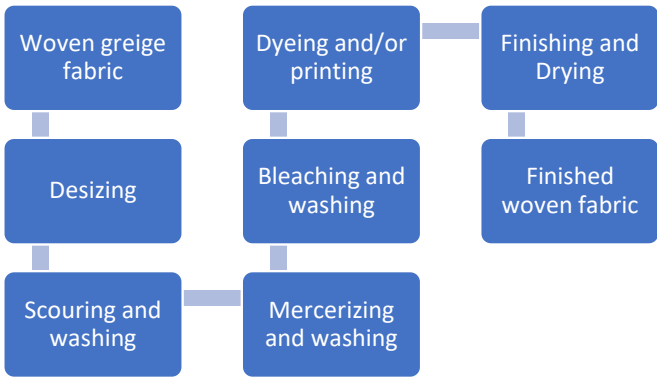 Woven greige
fabric
Desizing
Scouring and
washing
Mercerizing
and washing
Bleaching and
washing
Dyeing and/or
printing
Finishing and
Drying
Finished
woven fabric